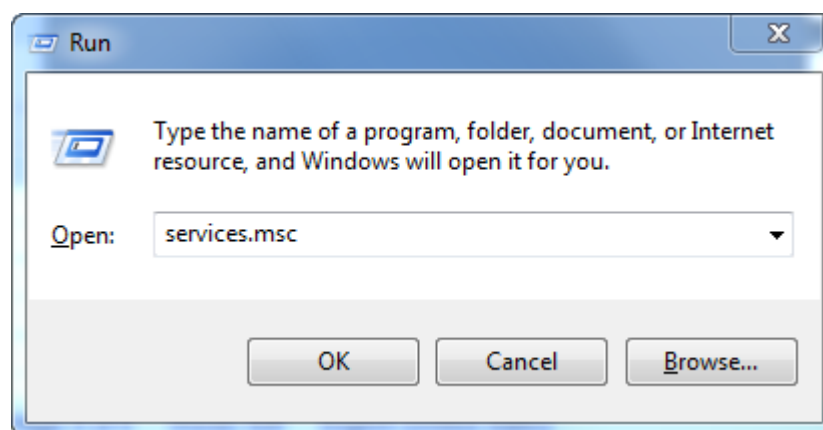 Run
Type the name of a program, folder, document, or Internet
resource, and Windows will open it for you.
Open: services.msc
OK Cancel Browse...